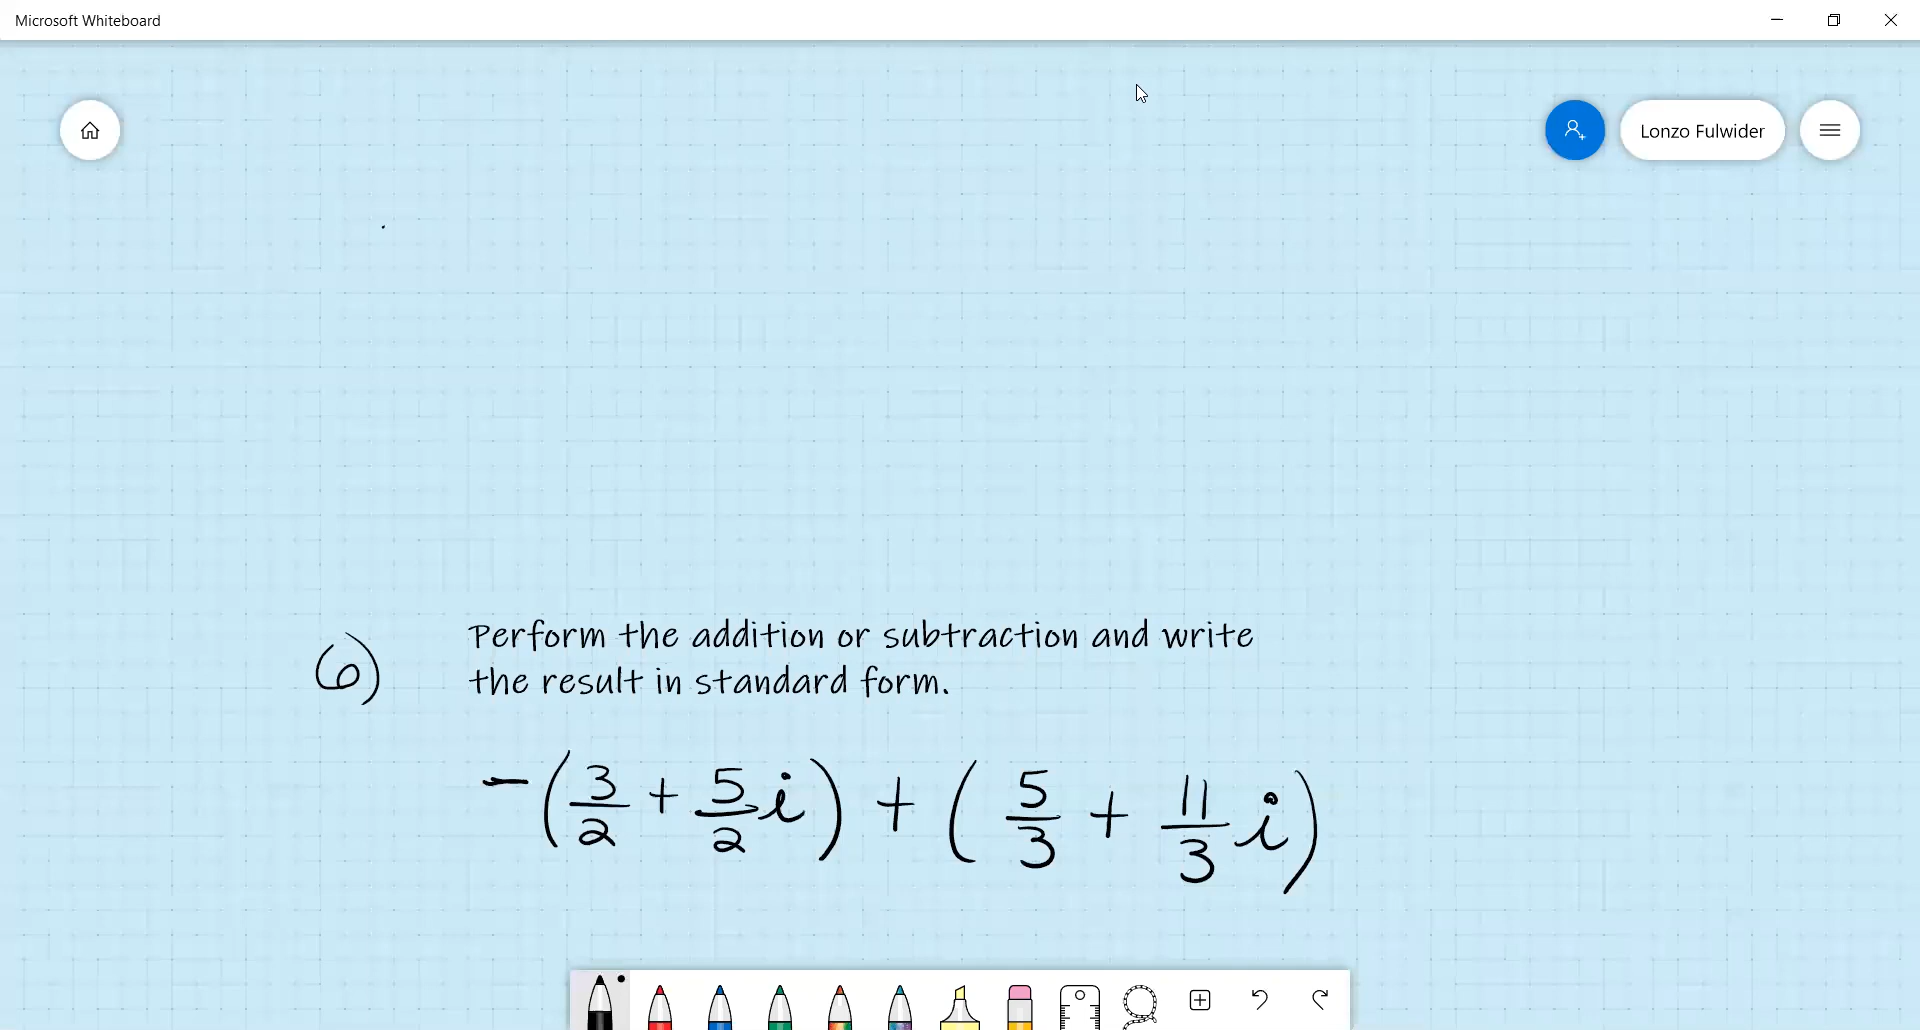 Microsoft Whiteboard
Lonzo Fulwider
6) Perform the addition or subtraction and write
the result in standard form.
-(3/2 + 5/2 i) + (5/3 + 11/3 i)